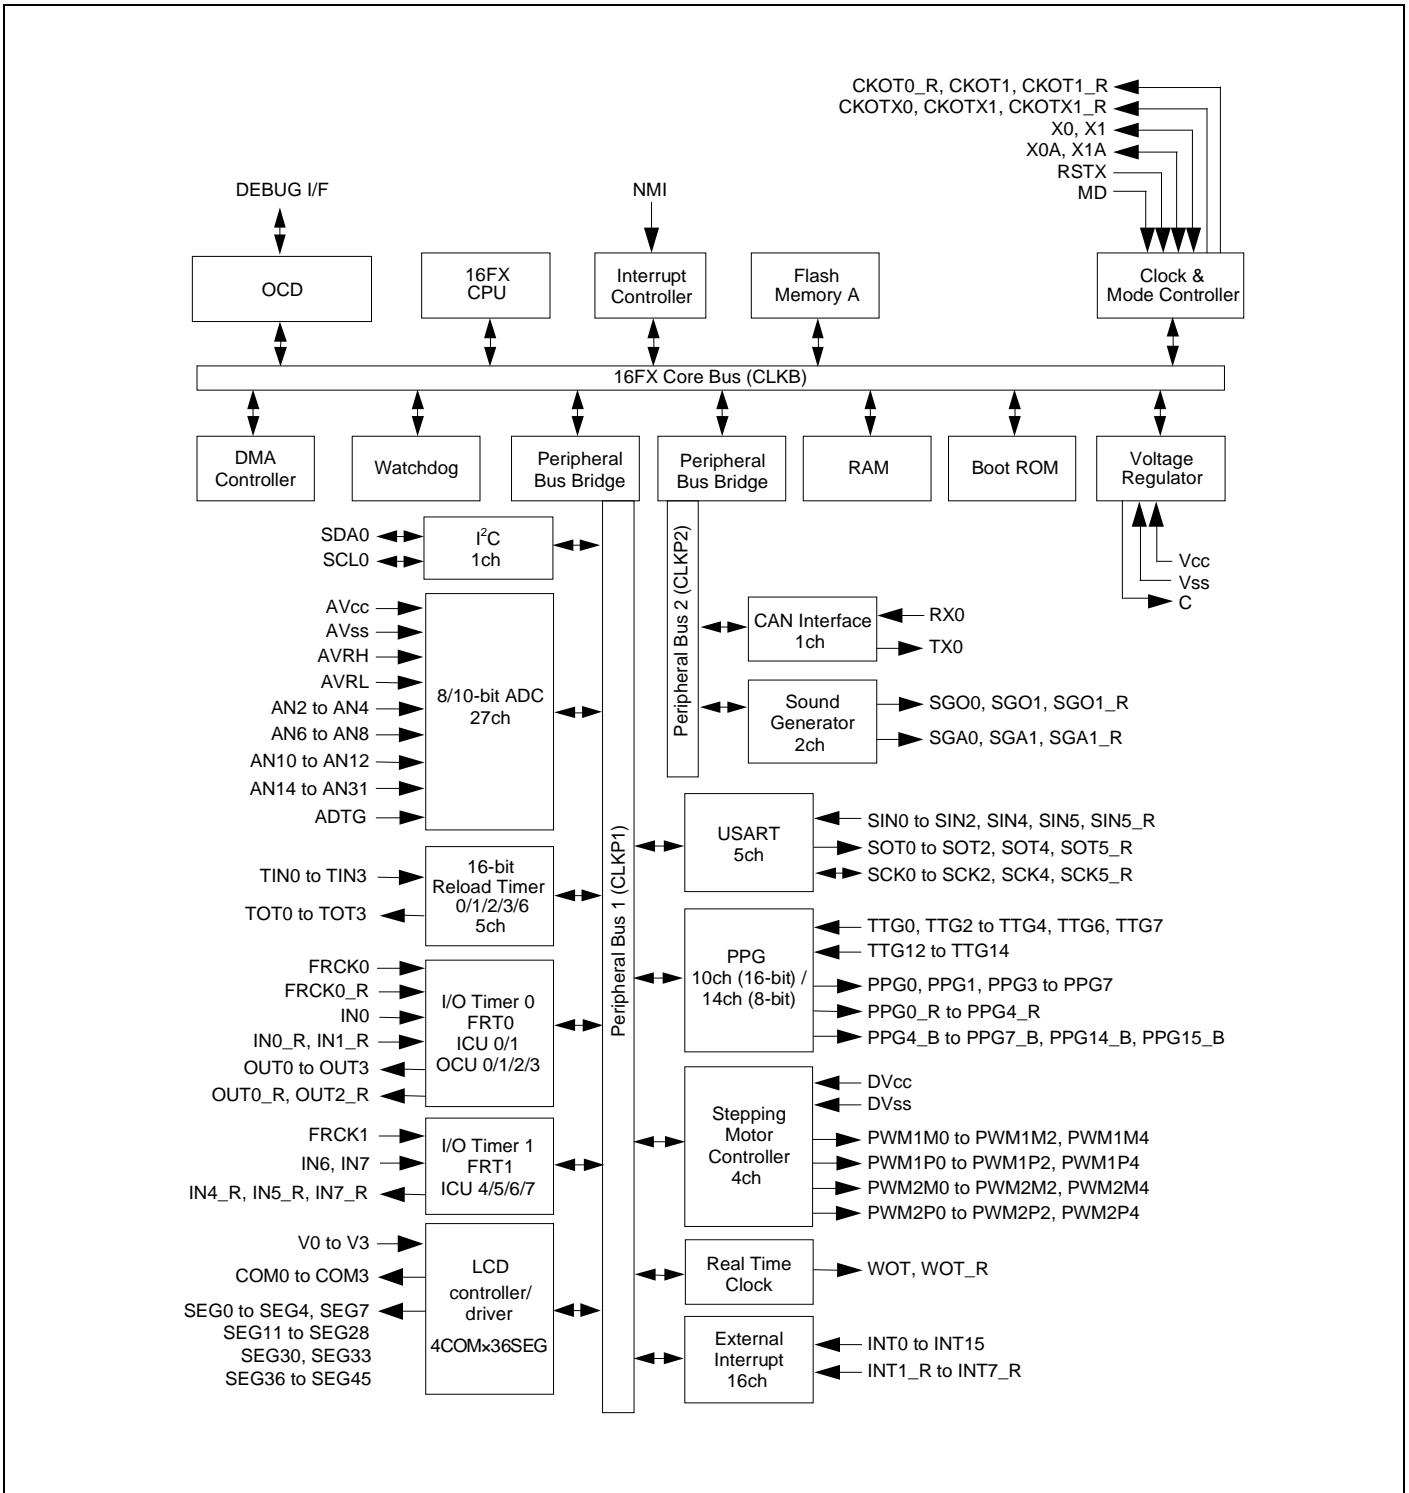 CKOT0_R, CKOT1, CKOT1_R
CKOTX0, CKOTX1, CKOTX1_R
X0, X1
X0A, X1A
RSTX
MD
DEBUG I/F
NMI
OCD
16FX
CPU
Interrupt
Controller
Flash
Memory A
Clock &
Mode Controller
16FX Core Bus (CLKB)
DMA
Controller
Watchdog
Peripheral
Bus Bridge
Peripheral
Bus Bridge
RAM
Boot ROM
Voltage
Regulator
Vcc
Vss
C
Peripheral Bus 1 (CLKP1)
Peripheral Bus 2 (CLKP2)
SDA0
SCL0
I²C
1ch
AVcc
AVss
AVRH
AVRL
AN2 to AN4
AN6 to AN8
AN10 to AN12
AN14 to AN31
ADTG
8/10-bit ADC
27ch
TIN0 to TIN3
TOT0 to TOT3
16-bit
Reload Timer
0/1/2/3/6
5ch
FRCK0
FRCK0_R
IN0
IN0_R, IN1_R
OUT0 to OUT3
OUT0_R, OUT2_R
I/O Timer 0
FRT0
ICU 0/1
OCU 0/1/2/3
FRCK1
IN6, IN7
IN4_R, IN5_R, IN7_R
I/O Timer 1
FRT1
ICU 4/5/6/7
V0 to V3
COM0 to COM3
SEG0 to SEG4, SEG7
SEG11 to SEG28
SEG30, SEG33
SEG36 to SEG45
LCD
controller/
driver
4COM×36SEG
CAN Interface
1ch
RX0
TX0
Sound
Generator
2ch
SGO0, SGO1, SGO1_R
SGA0, SGA1, SGA1_R
USART
5ch
SIN0 to SIN2, SIN4, SIN5, SIN5_R
SOT0 to SOT2, SOT4, SOT5_R
SCK0 to SCK2, SCK4, SCK5_R
PPG
10ch (16-bit) /
14ch (8-bit)
TTG0, TTG2 to TTG4, TTG6, TTG7
TTG12 to TTG14
PPG0, PPG1, PPG3 to PPG7
PPG0_R to PPG4_R
PPG4_B to PPG7_B, PPG14_B, PPG15_B
Stepping
Motor
Controller
4ch
DVcc
DVss
PWM1M0 to PWM1M2, PWM1M4
PWM1P0 to PWM1P2, PWM1P4
PWM2M0 to PWM2M2, PWM2M4
PWM2P0 to PWM2P2, PWM2P4
Real Time
Clock
WOT, WOT_R
External
Interrupt
16ch
INT0 to INT15
INT1_R to INT7_R